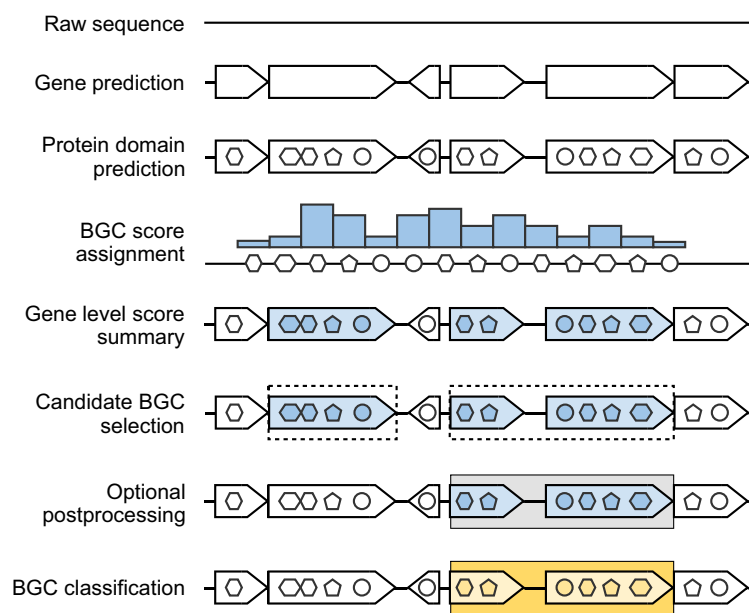 Raw sequence
Gene prediction
Protein domain
prediction
BGC score
assignment
Gene level score
summary
Candidate BGC
selection
Optional
postprocessing
BGC classification